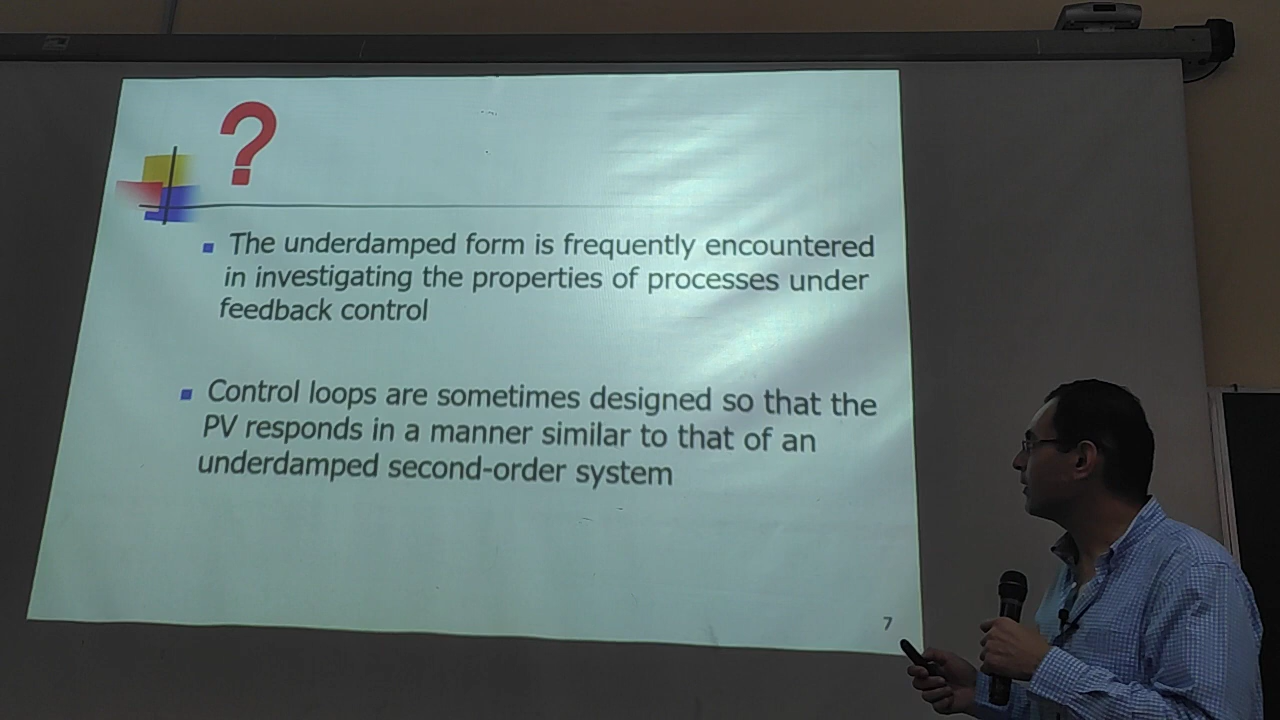 ?
The underdamped form is frequently encountered
in investigating the properties of processes under
feedback control
Control loops are sometimes designed so that the
PV responds in a manner similar to that of an
underdamped second-order system
7